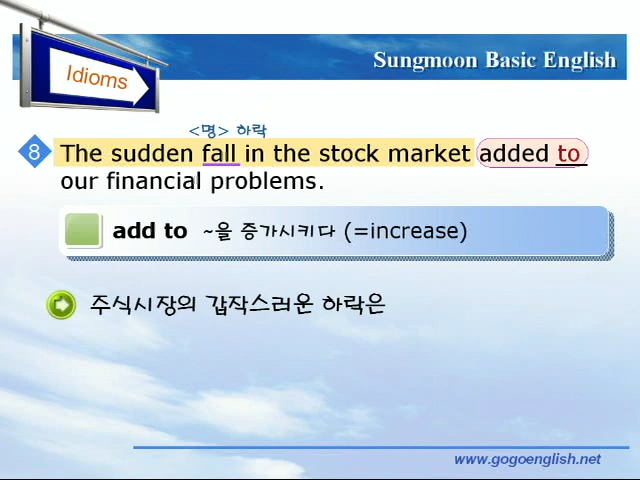 Idioms
Sungmoon Basic English
<명> 하락
8 The sudden fall in the stock market added to
our financial problems.
add to ~을 증가시키다 (=increase)
주식시장의 갑작스러운 하락은
www.gogoenglish.net